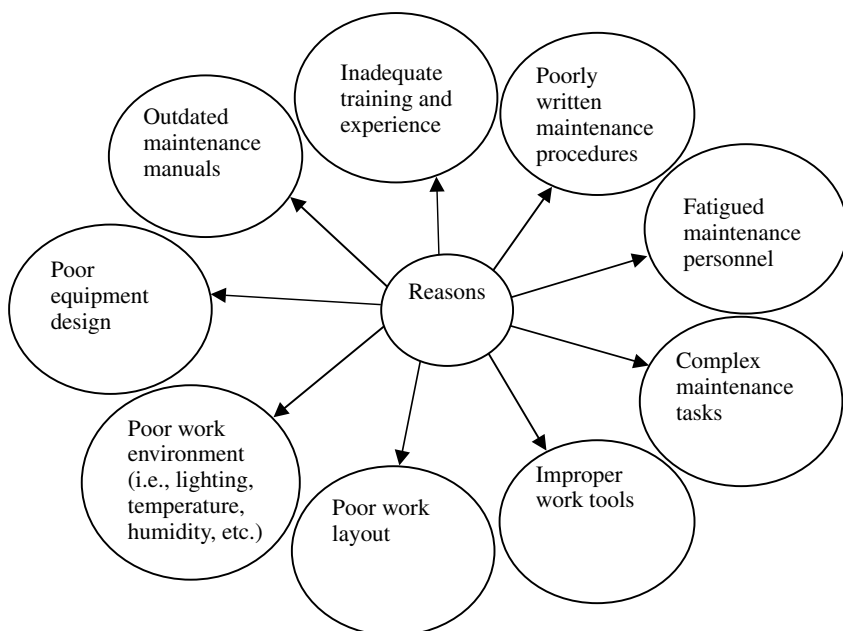 Inadequate
training and
experience
Poorly
written
maintenance
procedures
Outdated
maintenance
manuals
Fatigued
maintenance
personnel
Poor
equipment
design
Reasons
Complex
maintenance
tasks
Poor work
environment
(i.e., lighting,
temperature,
humidity, etc.)
Poor work
layout
Improper
work tools